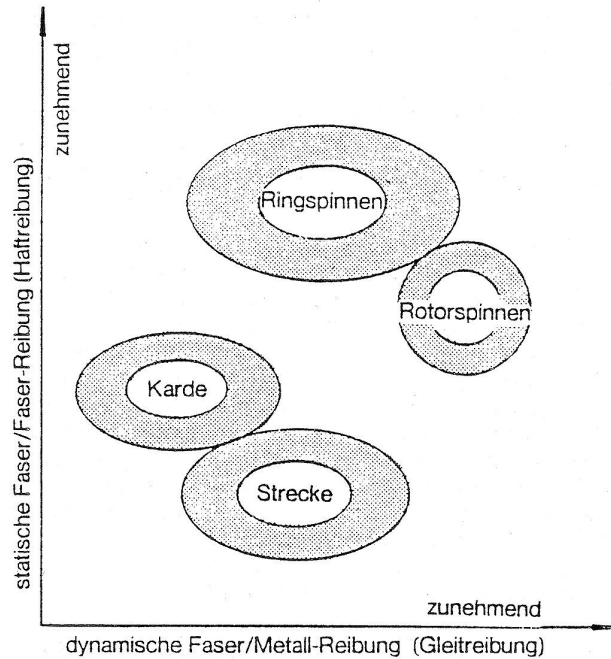 zunehmend
statische Faser/Faser-Reibung (Haftreibung)
Ringspinnen
Rotorspinnen
Karde
Strecke
zunehmend
dynamische Faser/Metall-Reibung (Gleitreibung)